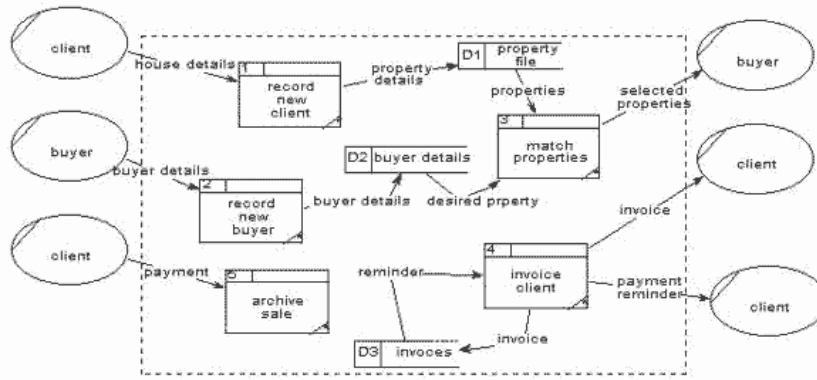 client
house details
1
record
new
client
property
details
D1
property
file
properties
buyer
selected
properties
3
match
properties
buyer
buyer details
2
record
new
buyer
buyer details
D2
buyer details
desired prperty
client
invoice
client
payment
5
archive
sale
reminder
4
invoice
client
payment
reminder
client
invoice
D3
invoces